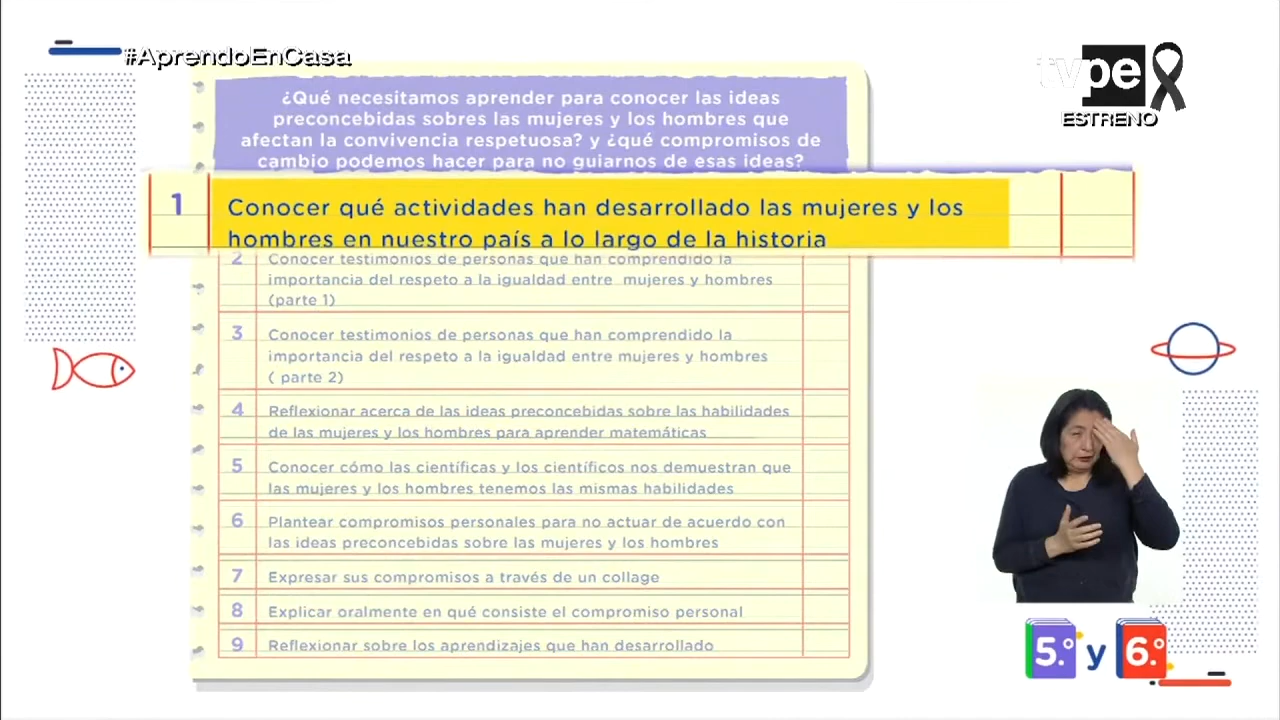 #AprendoEnCasa
tvpe
ESTRENO
¿Qué necesitamos aprender para conocer las ideas
preconcebidas sobre las mujeres y los hombres que
afectan la convivencia respetuosa? y ¿qué compromisos de
cambio podemos hacer para no guiarnos de esas ideas?
1 Conocer qué actividades han desarrollado las mujeres y los
hombres en nuestro país a lo largo de la historia
2 Conocer testimonios de personas que han comprendido la
importancia del respeto a la igualdad entre mujeres y hombres
(parte 1)
3 Conocer testimonios de personas que han comprendido la
importancia del respeto a la igualdad entre mujeres y hombres
( parte 2)
4 Reflexionar acerca de las ideas preconcebidas sobre las habilidades
de las mujeres y los hombres para aprender matemáticas
5 Conocer cómo las científicas y los científicos nos demuestran que
las mujeres y los hombres tenemos las mismas habilidades
6 Plantear compromisos personales para no actuar de acuerdo con
las ideas preconcebidas sobre las mujeres y los hombres
7 Expresar sus compromisos a través de un collage
8 Explicar oralmente en qué consiste el compromiso personal
9 Reflexionar sobre los aprendizajes que han desarrollado
5.° y 6.°